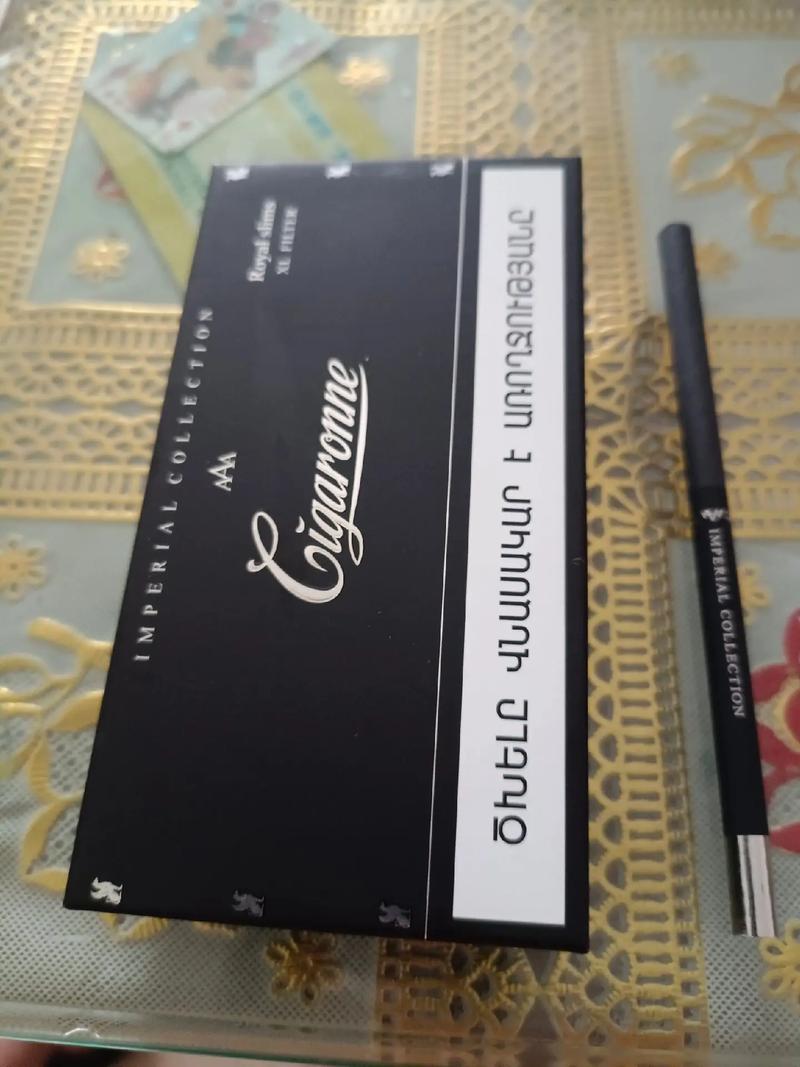 IMPERIAL COLLECTION
AAA
Cigaronne
Royal slims
XL FILTER
ԾԽԵԼԸ ՎՆԱՍԱԿԱՐ Է ԱՌՈՂՋՈՒԹՅԱՆԸ
IMPERIAL COLLECTION